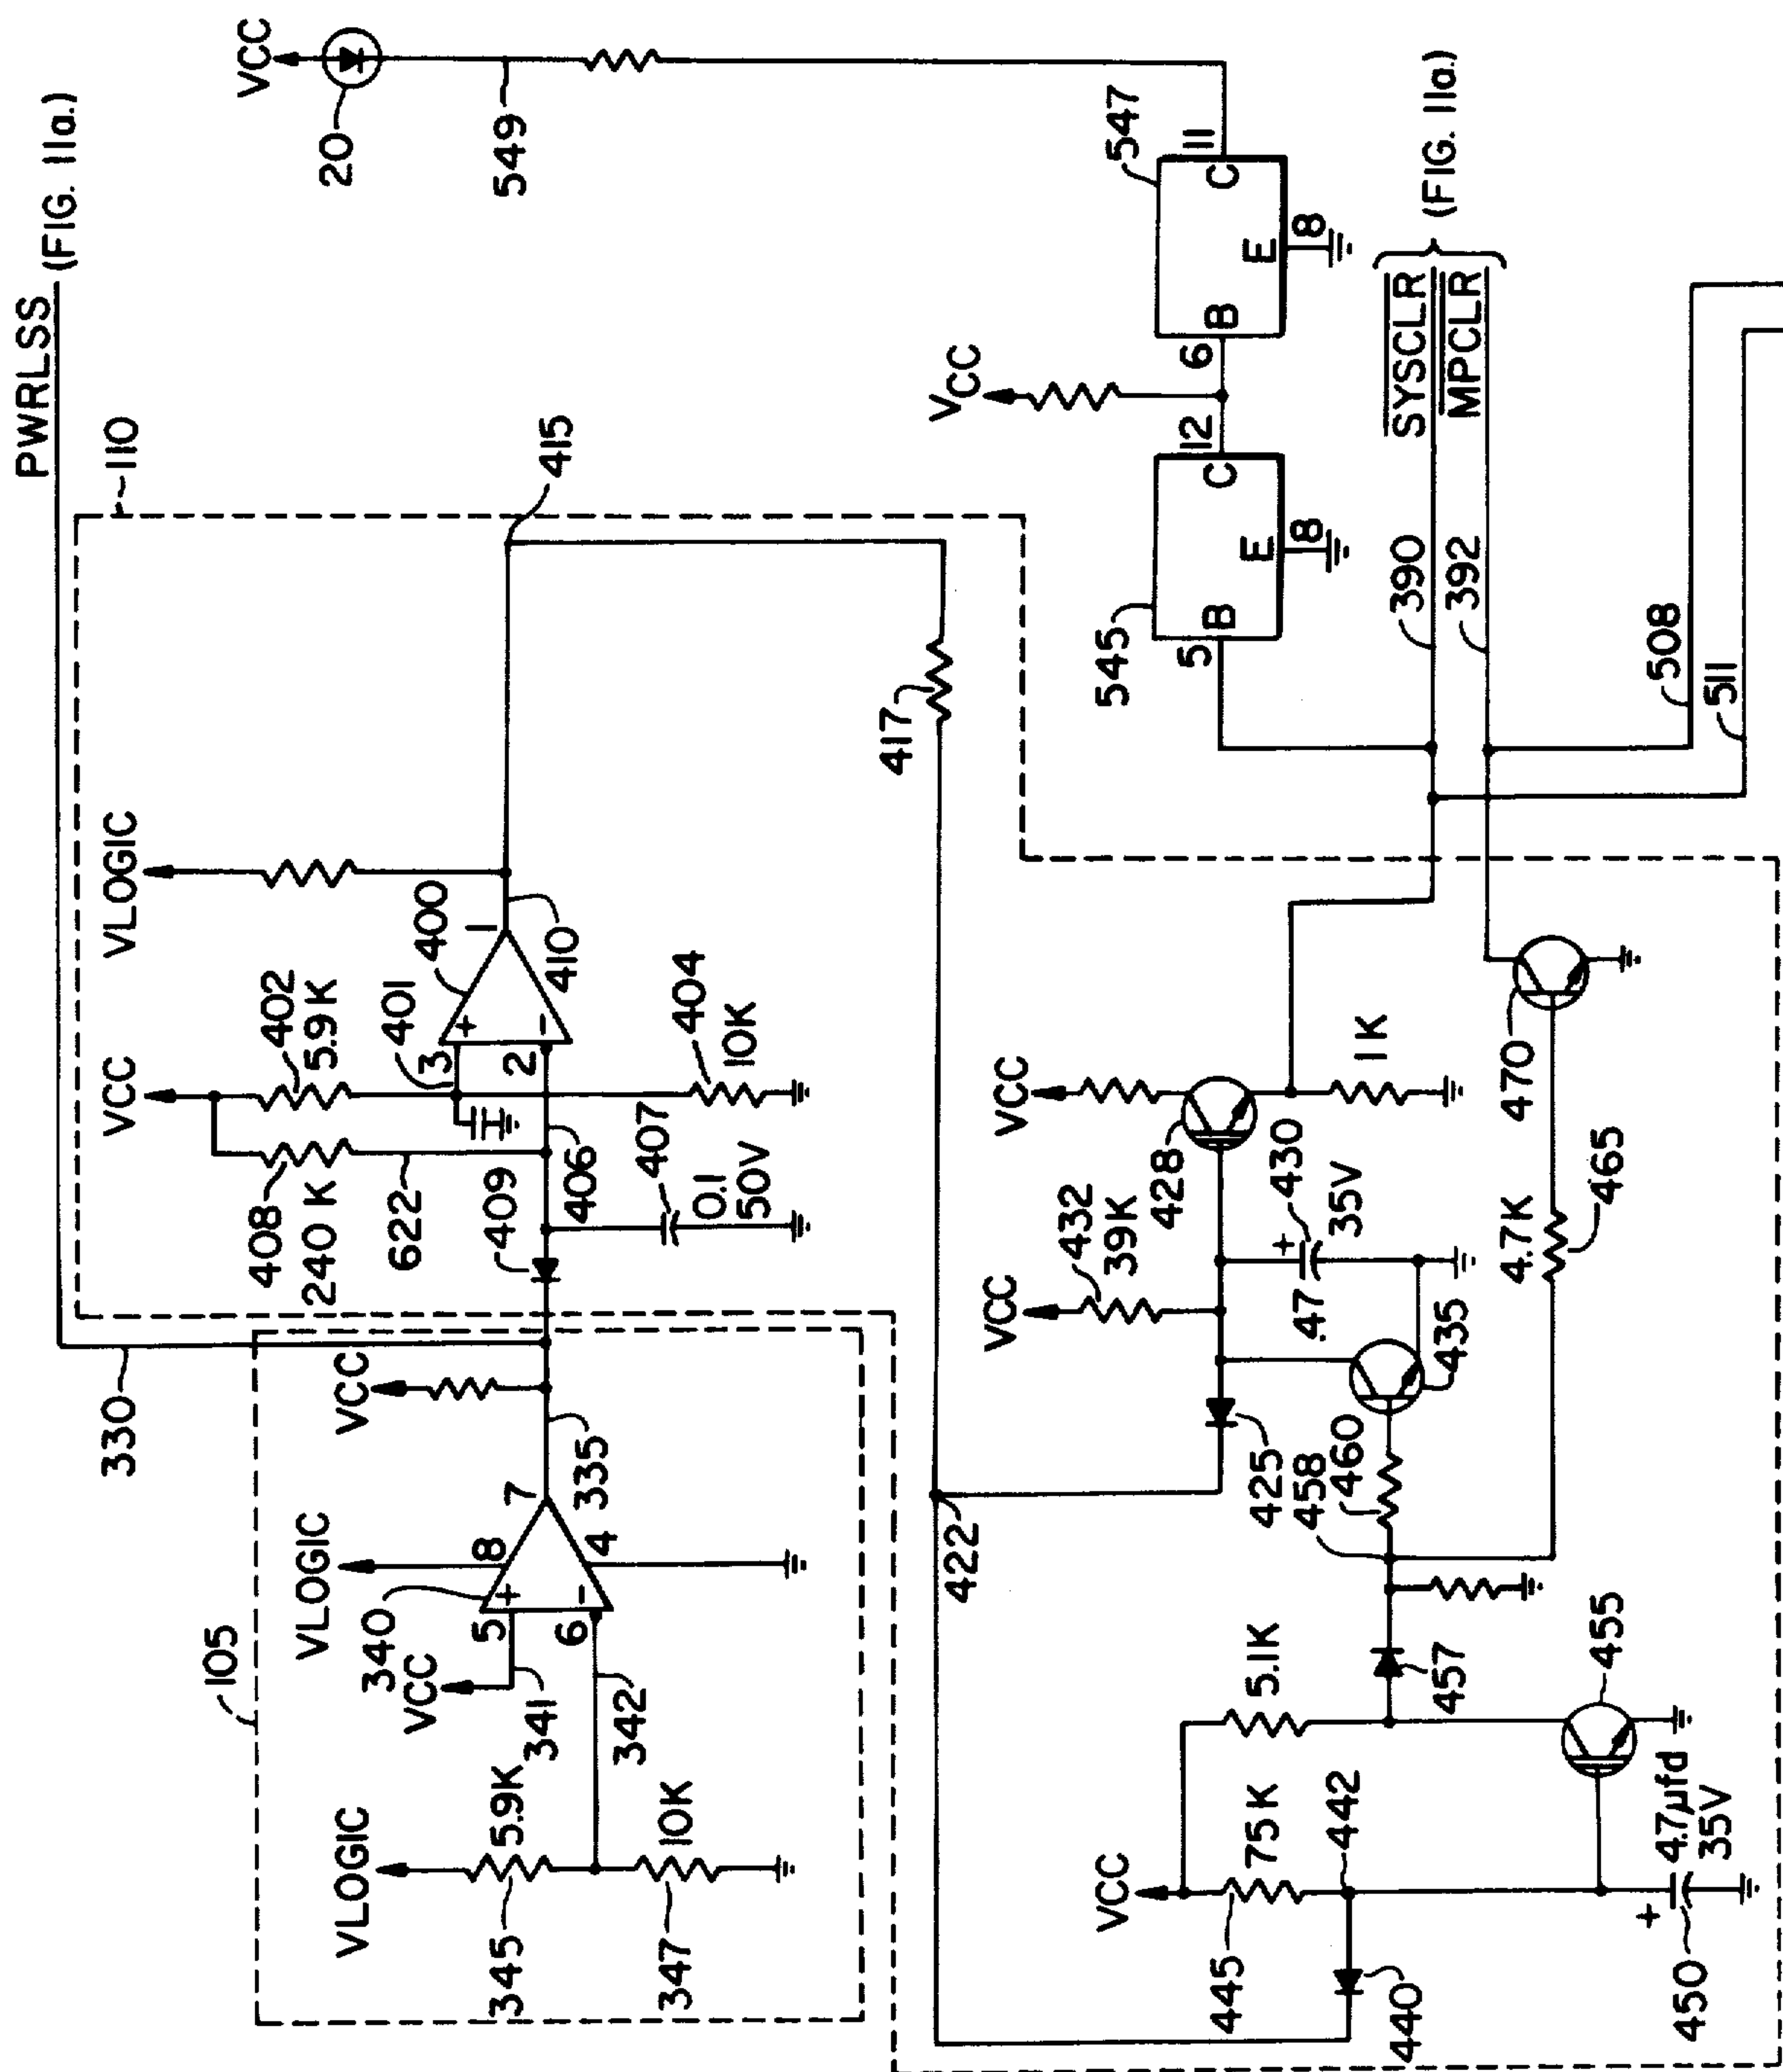 PWRLSS (FIG. 11a.)
VCC
20
549
110
105
330
VLOGIC
VCC
402
5.9K
401
3
+
400
1
410
2
-
404
10K
408
240 K
622
409
406
407
0.1
50V
415
417
VLOGIC
340
8
7
335
4
VCC
5
+
6
-
341
342
VCC
VLOGIC
345
5.9K
347
10K
VCC
547
11
C
E
8
B
6
12
C
545
E
8
B
5
SYSCLR
MPCLR
(FIG. 11a)
390
392
508
511
VCC
428
1K
VCC
432
39K
430
+
.47
35V
435
470
4.7K
465
422
425
458
460
457
5.1K
455
VCC
75K
445
442
440
450
+
4.7µfd
35V